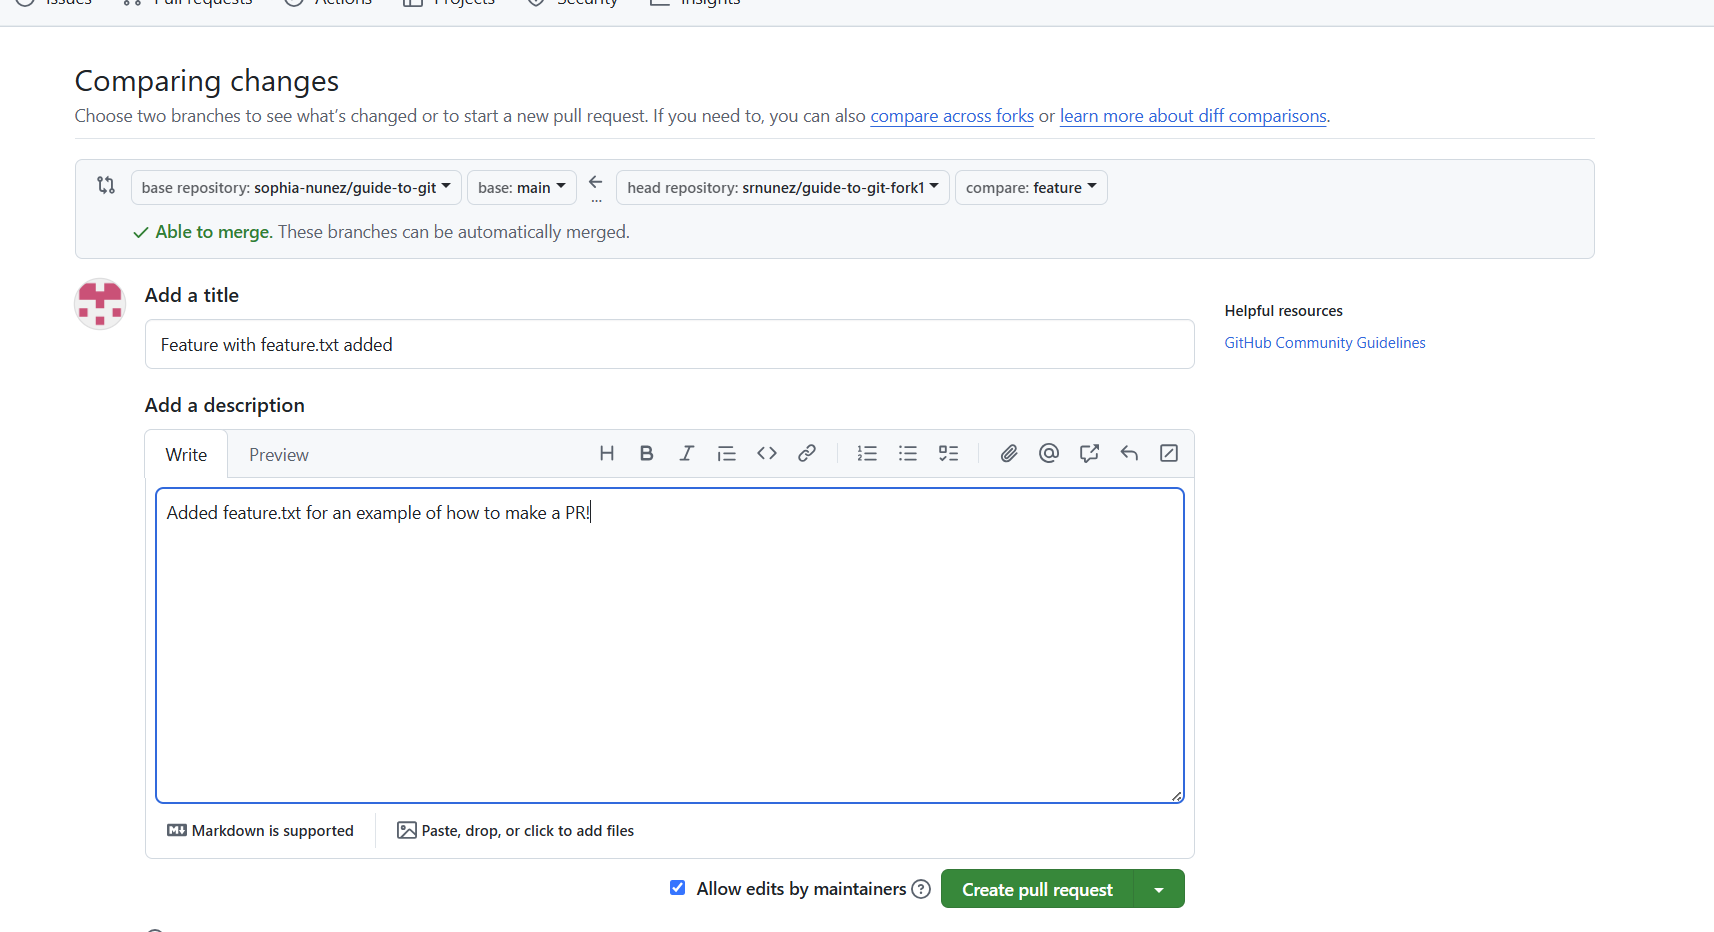 Issues Pull requests Actions Projects Security Insights
Comparing changes
Choose two branches to see what’s changed or to start a new pull request. If you need to, you can also compare across forks or learn more about diff comparisons.
base repository: sophia-nunez/guide-to-git base: main ... head repository: srnunez/guide-to-git-fork1 compare: feature
Able to merge. These branches can be automatically merged.
Add a title
Feature with feature.txt added
Helpful resources
GitHub Community Guidelines
Add a description
Write Preview
Added feature.txt for an example of how to make a PR!
Markdown is supported Paste, drop, or click to add files
Allow edits by maintainers Create pull request